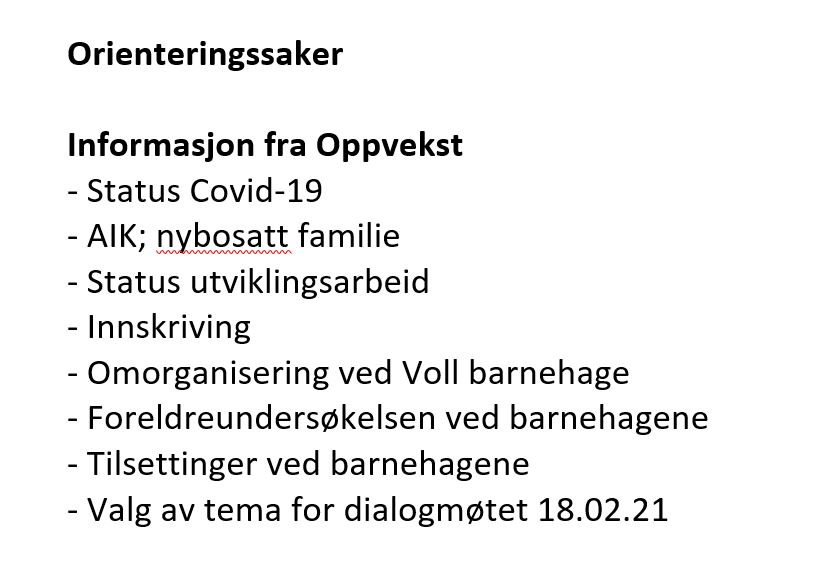 Orienteringssaker
Informasjon fra Oppvekst
- Status Covid-19
- AIK; nybosatt familie
- Status utviklingsarbeid
- Innskriving
- Omorganisering ved Voll barnehage
- Foreldreundersøkelsen ved barnehagene
- Tilsettinger ved barnehagene
- Valg av tema for dialogmøtet 18.02.21